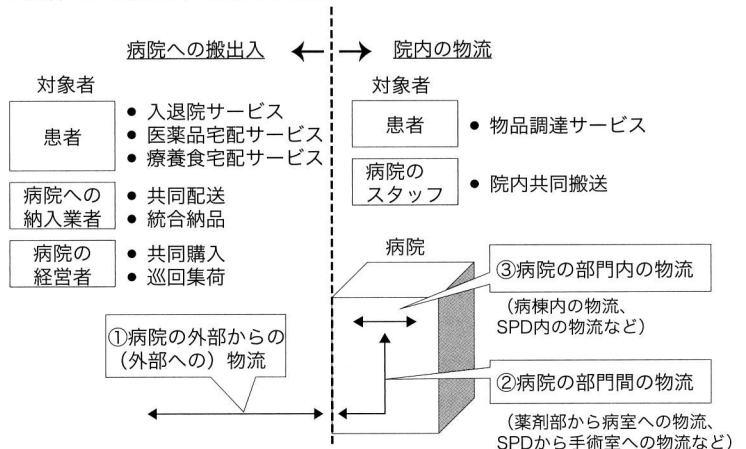 病院への搬出入
院内の物流
対象者
患者
● 入退院サービス
● 医薬品宅配サービス
● 療養食宅配サービス
病院への
納入業者
● 共同配送
● 統合納品
病院の
経営者
● 共同購入
● 巡回集荷
対象者
患者
● 物品調達サービス
病院の
スタッフ
● 院内共同搬送
病院
③病院の部門内の物流
(病棟内の物流、
SPD内の物流など)
①病院の外部からの
(外部への) 物流
②病院の部門間の物流
(薬剤部から病室への物流、
SPDから手術室への物流など)